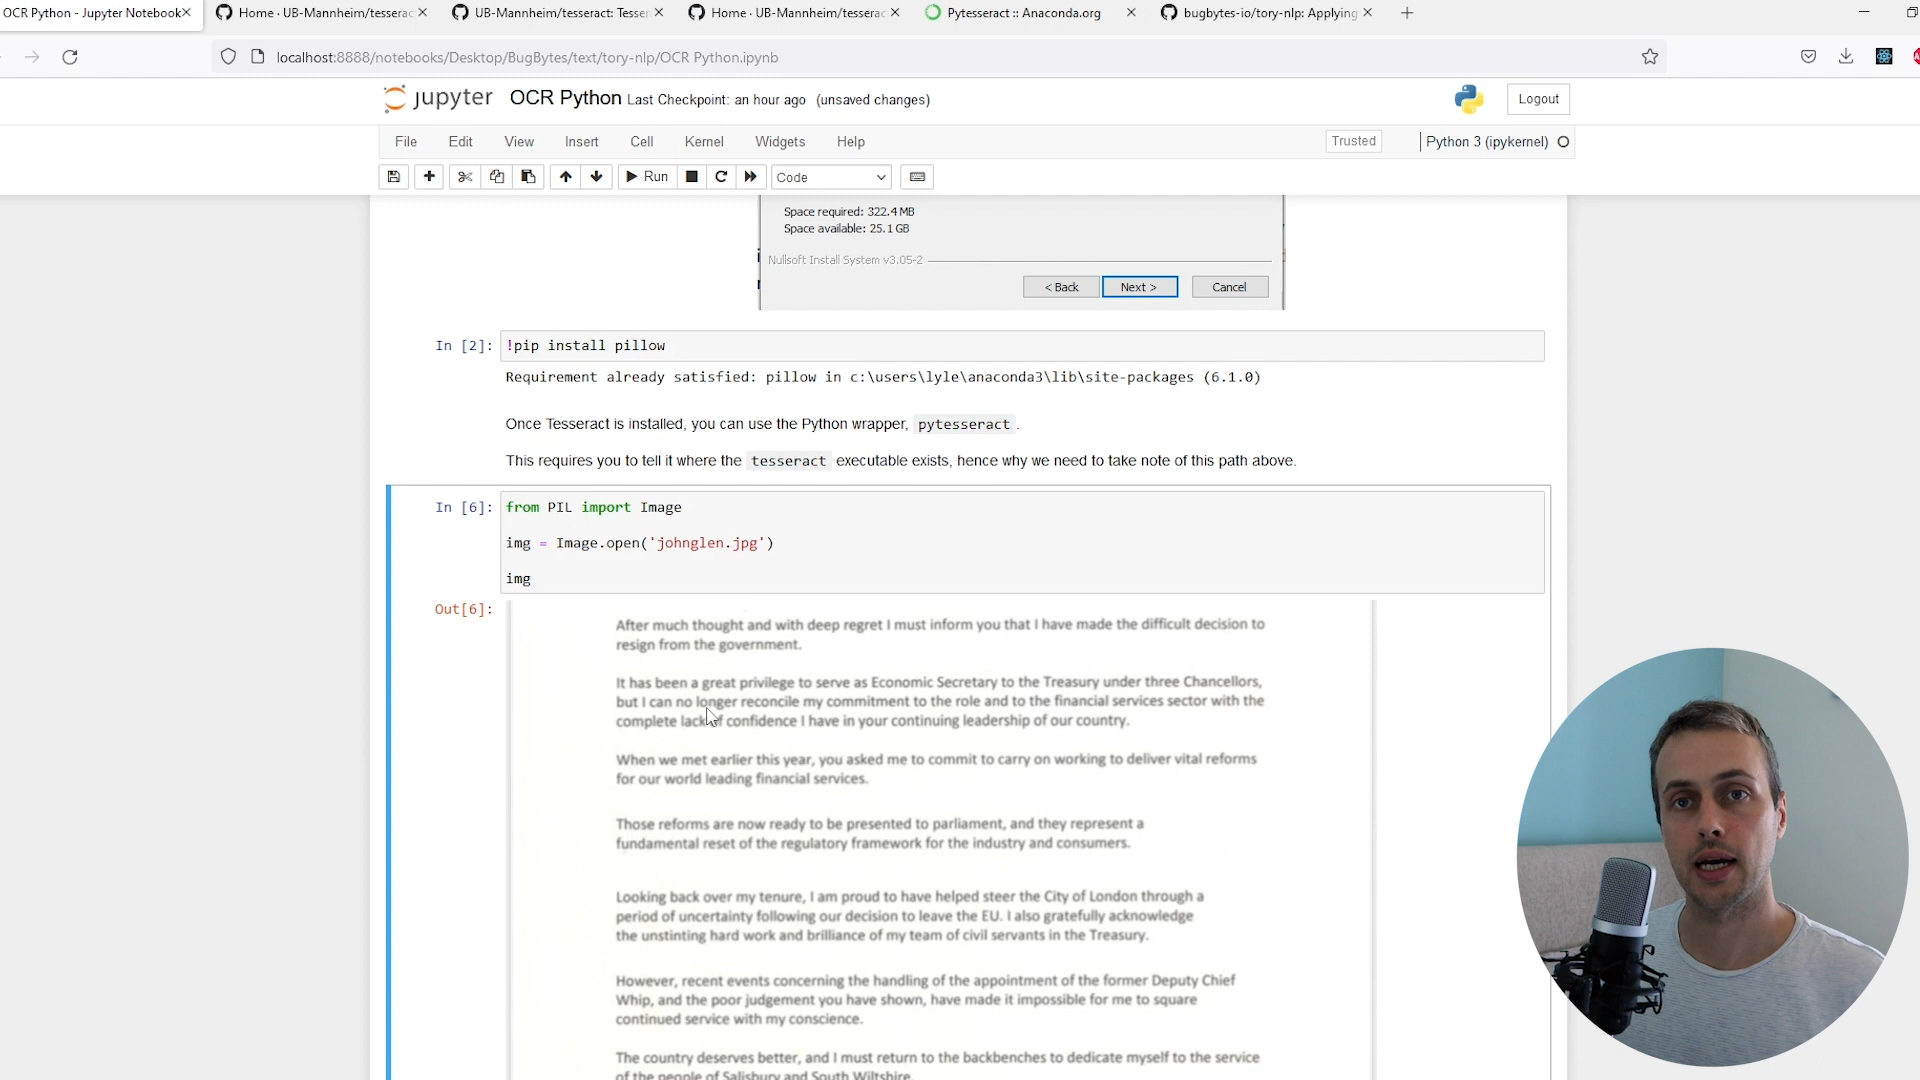 OCR Python - Jupyter Notebook
Home · UB-Mannheim/tesserac
UB-Mannheim/tesseract: Tesser
Home · UB-Mannheim/tesserac
Pytesseract :: Anaconda.org
bugbytes-io/tory-nlp: Applying
localhost:8888/notebooks/Desktop/BugBytes/text/tory-nlp/OCR Python.ipynb
jupyter OCR Python Last Checkpoint: an hour ago (unsaved changes)
Logout
File Edit View Insert Cell Kernel Widgets Help
Trusted
Python 3 (ipykernel)
Run
Code
Space required: 322.4 MB
Space available: 25.1 GB
Nullsoft Install System v3.05-2
< Back Next > Cancel
In [2]: !pip install pillow
Requirement already satisfied: pillow in c:\users\lyle\anaconda3\lib\site-packages (6.1.0)
Once Tesseract is installed, you can use the Python wrapper, pytesseract .
This requires you to tell it where the tesseract executable exists, hence why we need to take note of this path above.
In [6]: from PIL import Image
img = Image.open('johnglen.jpg')
img
Out[6]:
After much thought and with deep regret I must inform you that I have made the difficult decision to
resign from the government.
It has been a great privilege to serve as Economic Secretary to the Treasury under three Chancellors,
but I can no longer reconcile my commitment to the role and to the financial services sector with the
complete lack of confidence I have in your continuing leadership of our country.
When we met earlier this year, you asked me to commit to carry on working to deliver vital reforms
for our world leading financial services.
Those reforms are now ready to be presented to parliament, and they represent a
fundamental reset of the regulatory framework for the industry and consumers.
Looking back over my tenure, I am proud to have helped steer the City of London through a
period of uncertainty following our decision to leave the EU. I also gratefully acknowledge
the unstinting hard work and brilliance of my team of civil servants in the Treasury.
However, recent events concerning the handling of the appointment of the former Deputy Chief
Whip, and the poor judgement you have shown, have made it impossible for me to square
continued service with my conscience.
The country deserves better, and I must return to the backbenches to dedicate myself to the service
of the people of Salisbury and South Wiltshire.